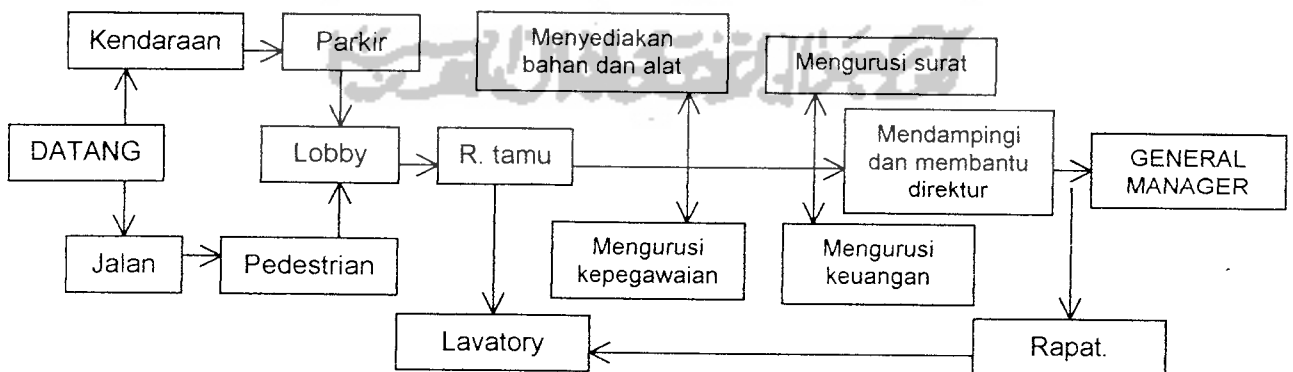 Kendaraan
Parkir
Menyediakan
bahan dan alat
Mengurusi surat
DATANG
Lobby
R. tamu
Mendampingi
dan membantu
direktur
GENERAL
MANAGER
Jalan
Pedestrian
Mengurusi
kepegawaian
Mengurusi
keuangan
Lavatory
Rapat.